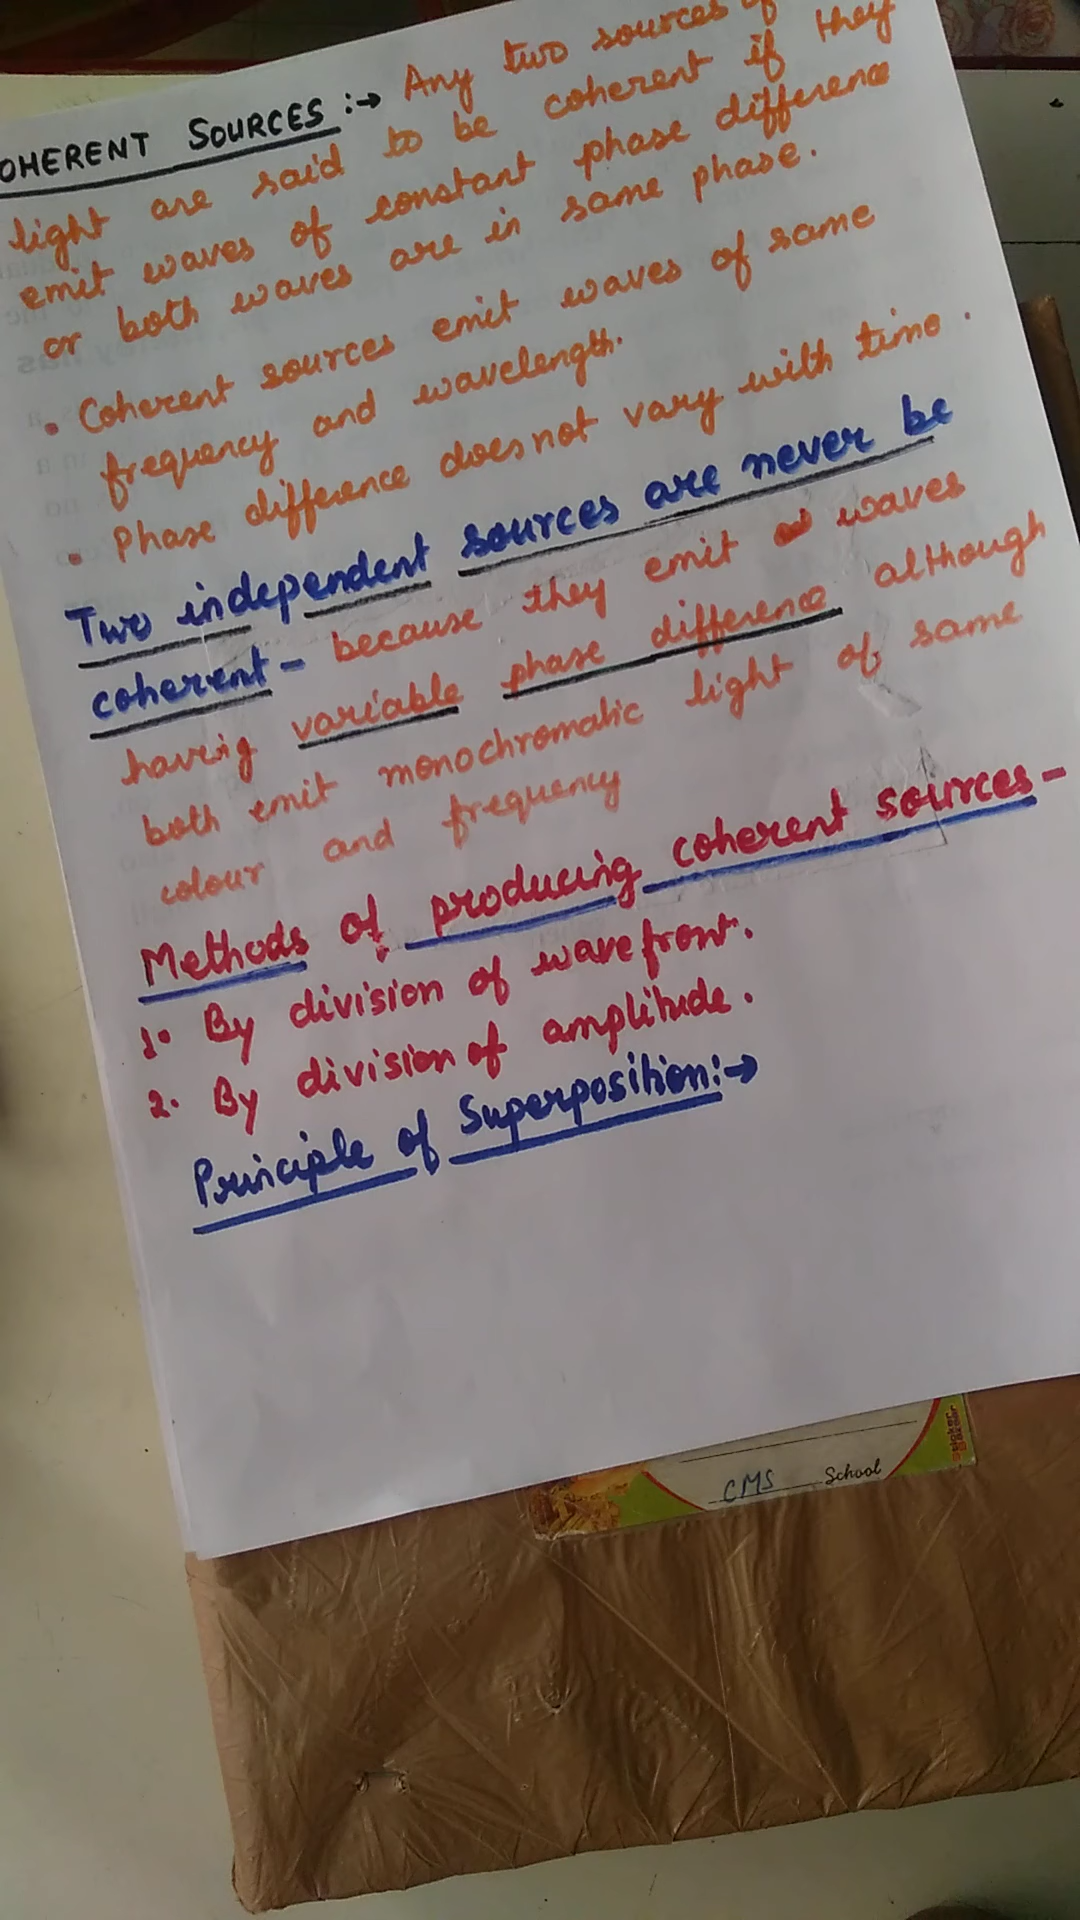 OHERENT SOURCES :→ Any two sources of
light are said to be coherent if they
emit waves of constant phase difference
or both waves are in same phase.
• Coherent sources emit waves of same
frequency and wavelength.
• Phase difference does not vary with time.
Two independent sources are never be
coherent - because they emit waves
having variable phase difference although
both emit monochromatic light of same
colour and frequency
Methods of producing coherent sources -
1. By division of wavefront.
2. By division of amplitude.
Principle of Superposition :→
CMS School